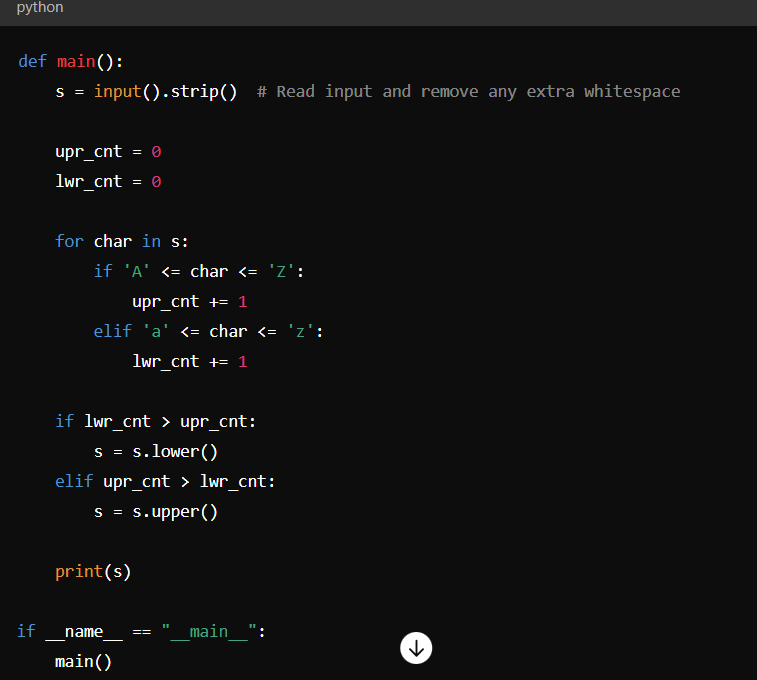 python
def main():
    s = input().strip()  # Read input and remove any extra whitespace
    upr_cnt = 0
    lwr_cnt = 0
    for char in s:
        if 'A' <= char <= 'Z':
            upr_cnt += 1
        elif 'a' <= char <= 'z':
            lwr_cnt += 1
    if lwr_cnt > upr_cnt:
        s = s.lower()
    elif upr_cnt > lwr_cnt:
        s = s.upper()
    print(s)
if __name__ == "__main__":
    main()